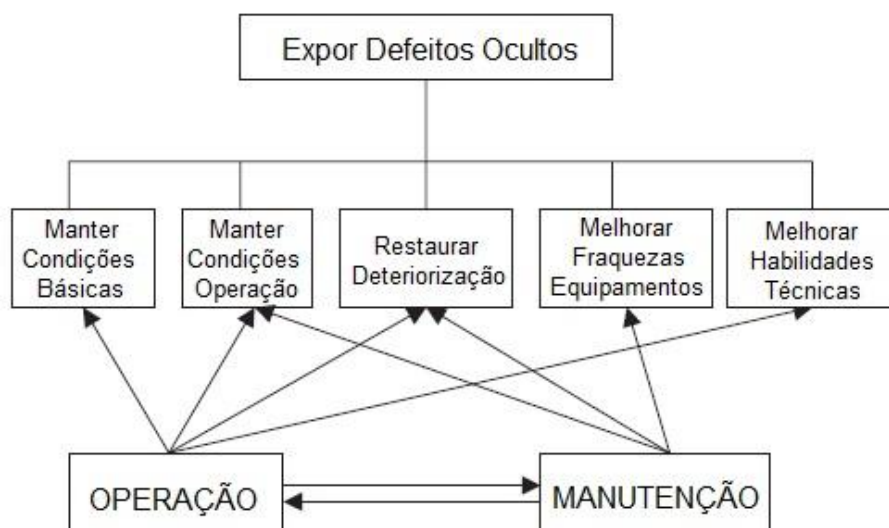 Expor Defeitos Ocultos
Manter
Condições
Básicas
Manter
Condições
Operação
Restaurar
Deteriorização
Melhorar
Fraquezas
Equipamentos
Melhorar
Habilidades
Técnicas
OPERAÇÃO
MANUTENÇÃO